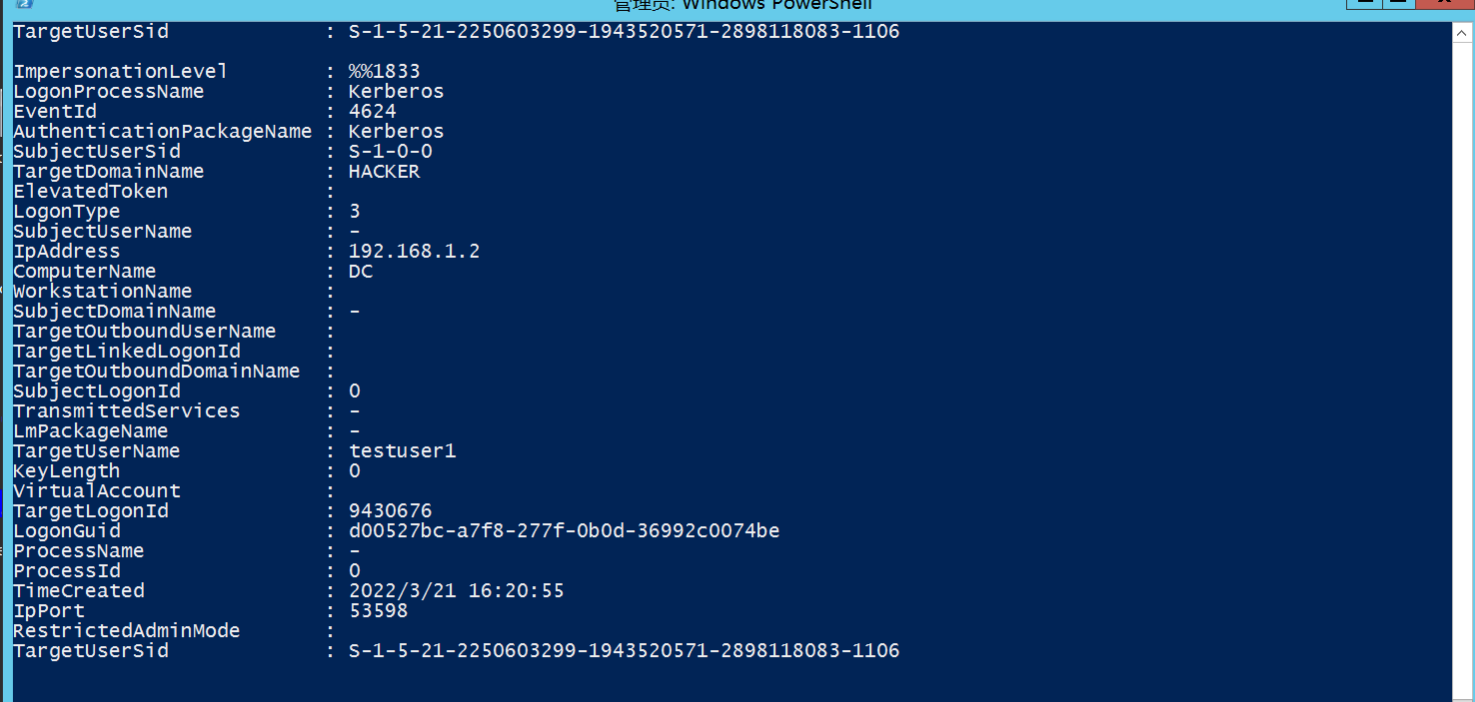 管理员: Windows PowerShell
TargetUserSid : S-1-5-21-2250603299-1943520571-2898118083-1106
ImpersonationLevel : %%1833
LogonProcessName : Kerberos
EventId : 4624
AuthenticationPackageName : Kerberos
SubjectUserSid : S-1-0-0
TargetDomainName : HACKER
ElevatedToken :
LogonType : 3
SubjectUserName : -
IpAddress : 192.168.1.2
ComputerName : DC
WorkstationName :
SubjectDomainName : -
TargetOutboundUserName :
TargetLinkedLogonId :
TargetOutboundDomainName :
SubjectLogonId : 0
TransmittedServices : -
LmPackageName : -
TargetUserName : testuser1
KeyLength : 0
VirtualAccount :
TargetLogonId : 9430676
LogonGuid : d00527bc-a7f8-277f-0b0d-36992c0074be
ProcessName : -
ProcessId : 0
TimeCreated : 2022/3/21 16:20:55
IpPort : 53598
RestrictedAdminMode :
TargetUserSid : S-1-5-21-2250603299-1943520571-2898118083-1106